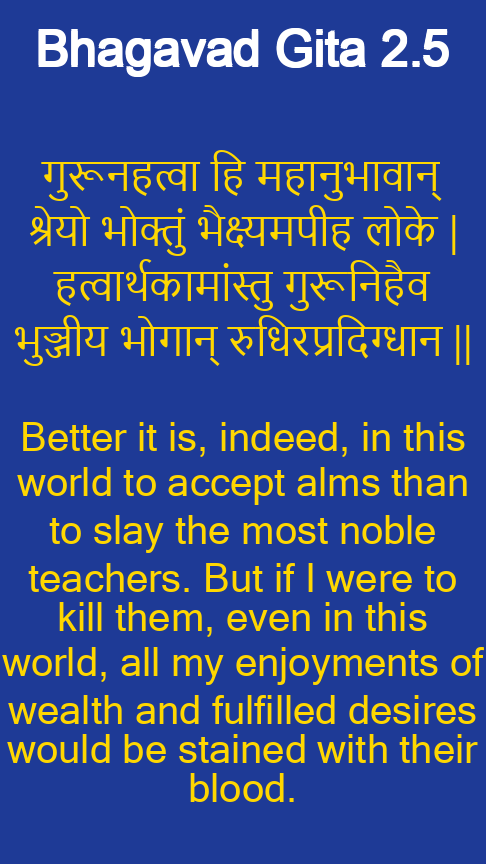 Bhagavad Gita 2.5
गुरूनहत्वा हि महानुभावान्
श्रेयो भोक्तुं भैक्ष्यमपीह लोके |
हत्वार्थकामांस्तु गुरूनिहैव
भुञ्जीय भोगान् रुधिरप्रदिग्धान ||
Better it is, indeed, in this
world to accept alms than
to slay the most noble
teachers. But if I were to
kill them, even in this
world, all my enjoyments of
wealth and fulfilled desires
would be stained with their
blood.